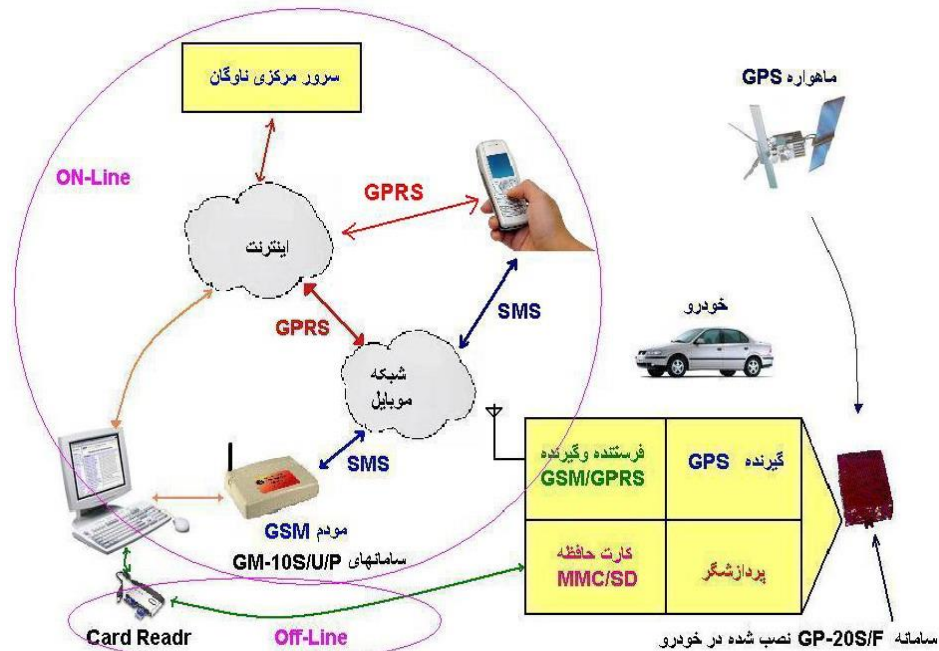 سرور مرکزی ناوگان
ماهواره GPS
ON-Line
GPRS
اینترنت
SMS
GPRS
خودرو
شبکه
موبایل
فرستنده وگیرنده
GSM/GPRS
گیرنده GPS
SMS
مودم GSM
سامانهای GM-10S/U/P
کارت حافظه
MMC/SD
پردازشگر
Card Readr
Off-Line
سامانه GP-20S/F نصب شده در خودرو